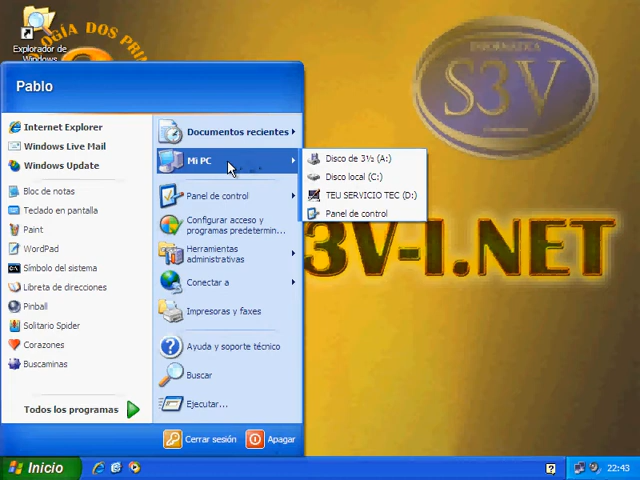 Explorador de
Windows
OLOGÍA DOS PRIM
INFORMÁTICA
S3V
3V-I.NET
Pablo
Internet Explorer
Windows Live Mail
Windows Update
Bloc de notas
Teclado en pantalla
Paint
WordPad
Símbolo del sistema
Libreta de direcciones
Pinball
Solitario Spider
Corazones
Buscaminas
Todos los programas
Documentos recientes
Mi PC
Panel de control
Configurar acceso y
programas predetermin...
Herramientas
administrativas
Conectar a
Impresoras y faxes
Ayuda y soporte técnico
Buscar
Ejecutar...
Disco de 3½ (A:)
Disco local (C:)
TEU SERVICIO TEC (D:)
Panel de control
Cerrar sesión
Apagar
Inicio
22:43